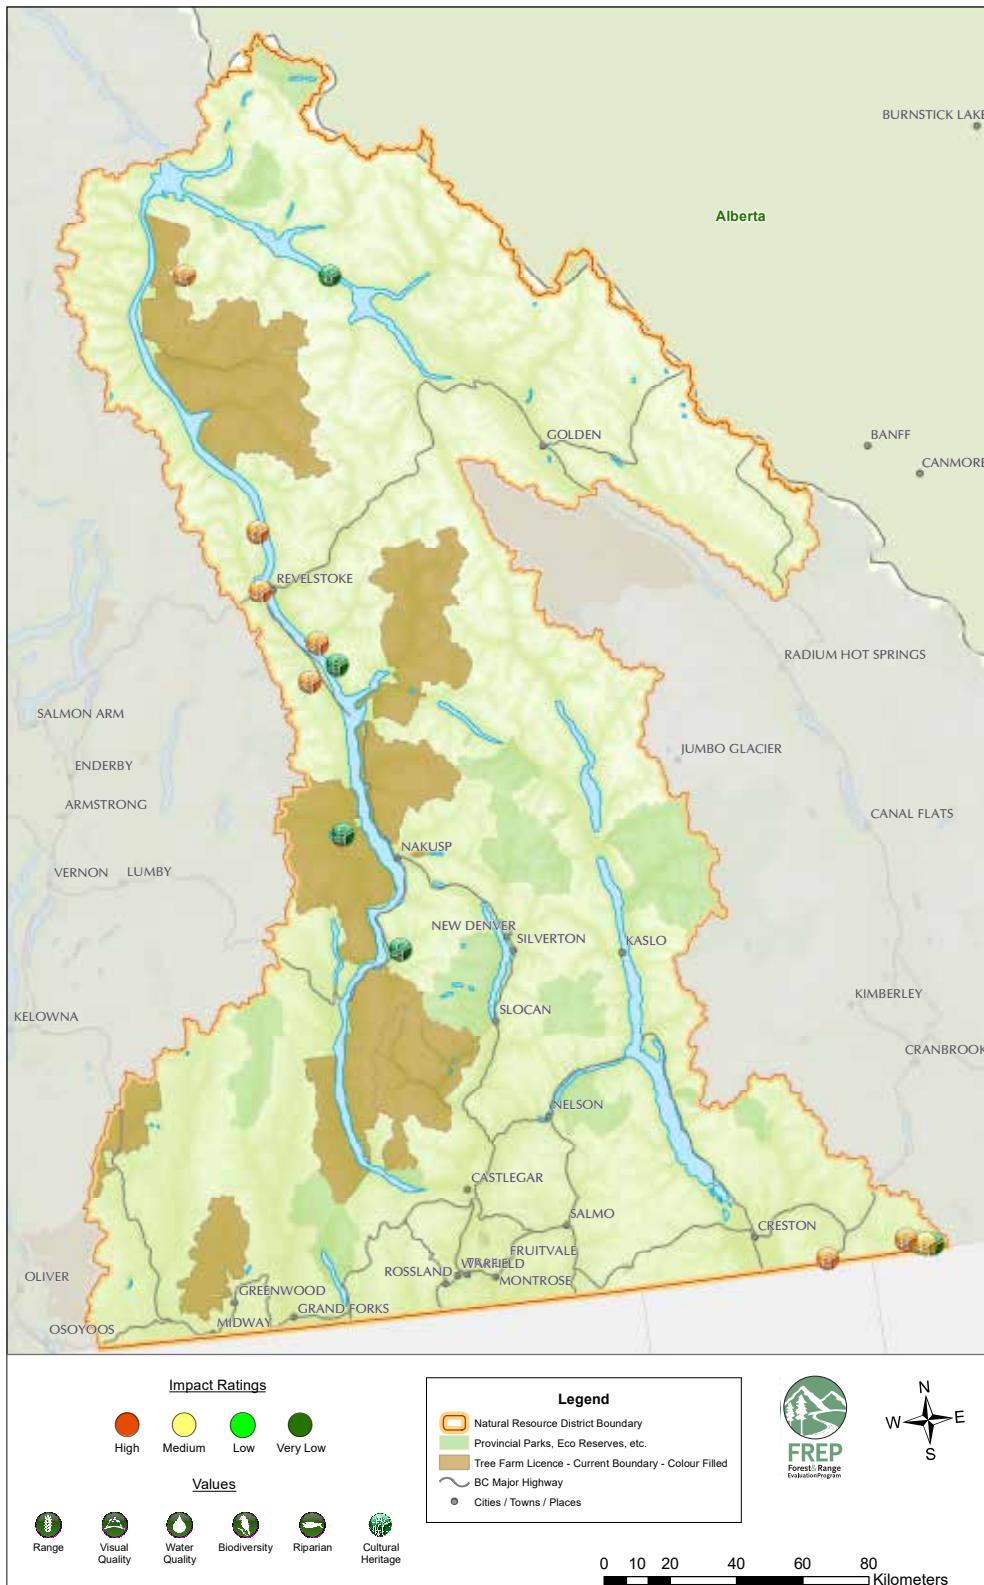 BURNSTICK LAKE
Alberta
GOLDEN
BANFF
CANMORE
REVELSTOKE
RADIUM HOT SPRINGS
SALMON ARM
JUMBO GLACIER
ENDERBY
ARMSTRONG
CANAL FLATS
NAKUSP
VERNON
LUMBY
NEW DENVER
SILVERTON
KASLO
KIMBERLEY
SLOCAN
KELOWNA
CRANBROOK
NELSON
CASTLEGAR
SALMO
CRESTON
FRUITVALE
ROSSLAND
WARFIELD
MONTROSE
OLIVER
GREENWOOD
GRAND FORKS
MIDWAY
OSOYOOS
Impact Ratings
High
Medium
Low
Very Low
Values
Range
Visual
Quality
Water
Quality
Biodiversity
Riparian
Cultural
Heritage
Legend
Natural Resource District Boundary
Provincial Parks, Eco Reserves, etc.
Tree Farm Licence - Current Boundary - Colour Filled
BC Major Highway
Cities / Towns / Places
FREP
Forest & Range
Evaluation Program
N
W E
S
0 10 20 40 60 80
Kilometers